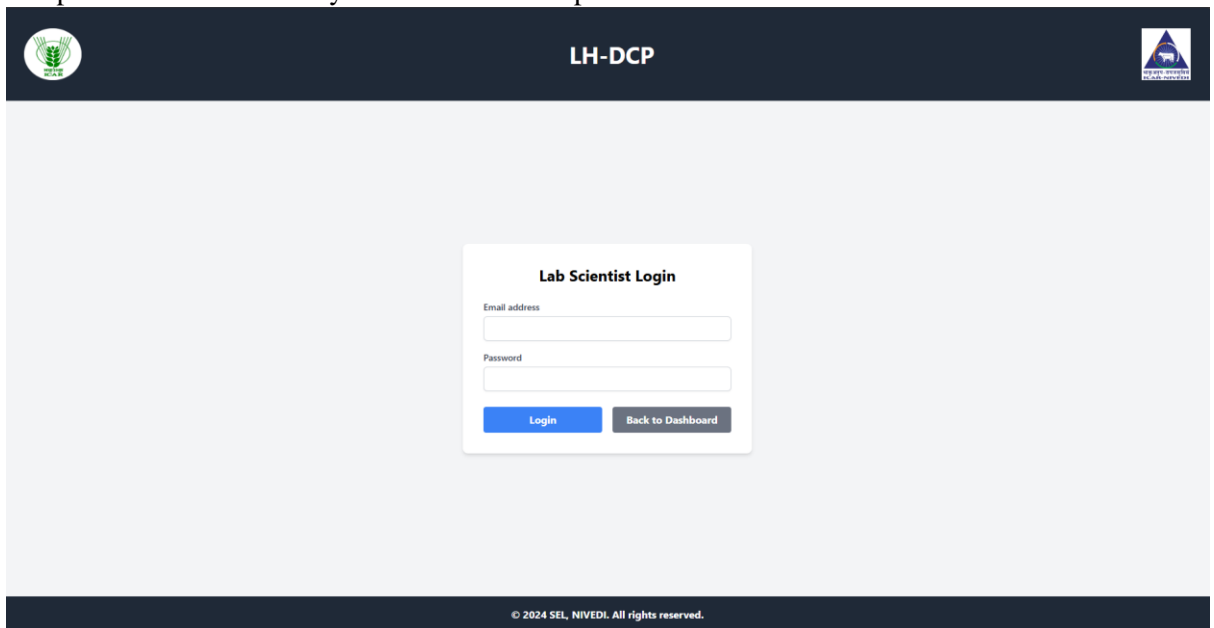 LH-DCP
Lab Scientist Login
Email address
Password
Login
Back to Dashboard
© 2024 SEL, NIVEDI. All rights reserved.